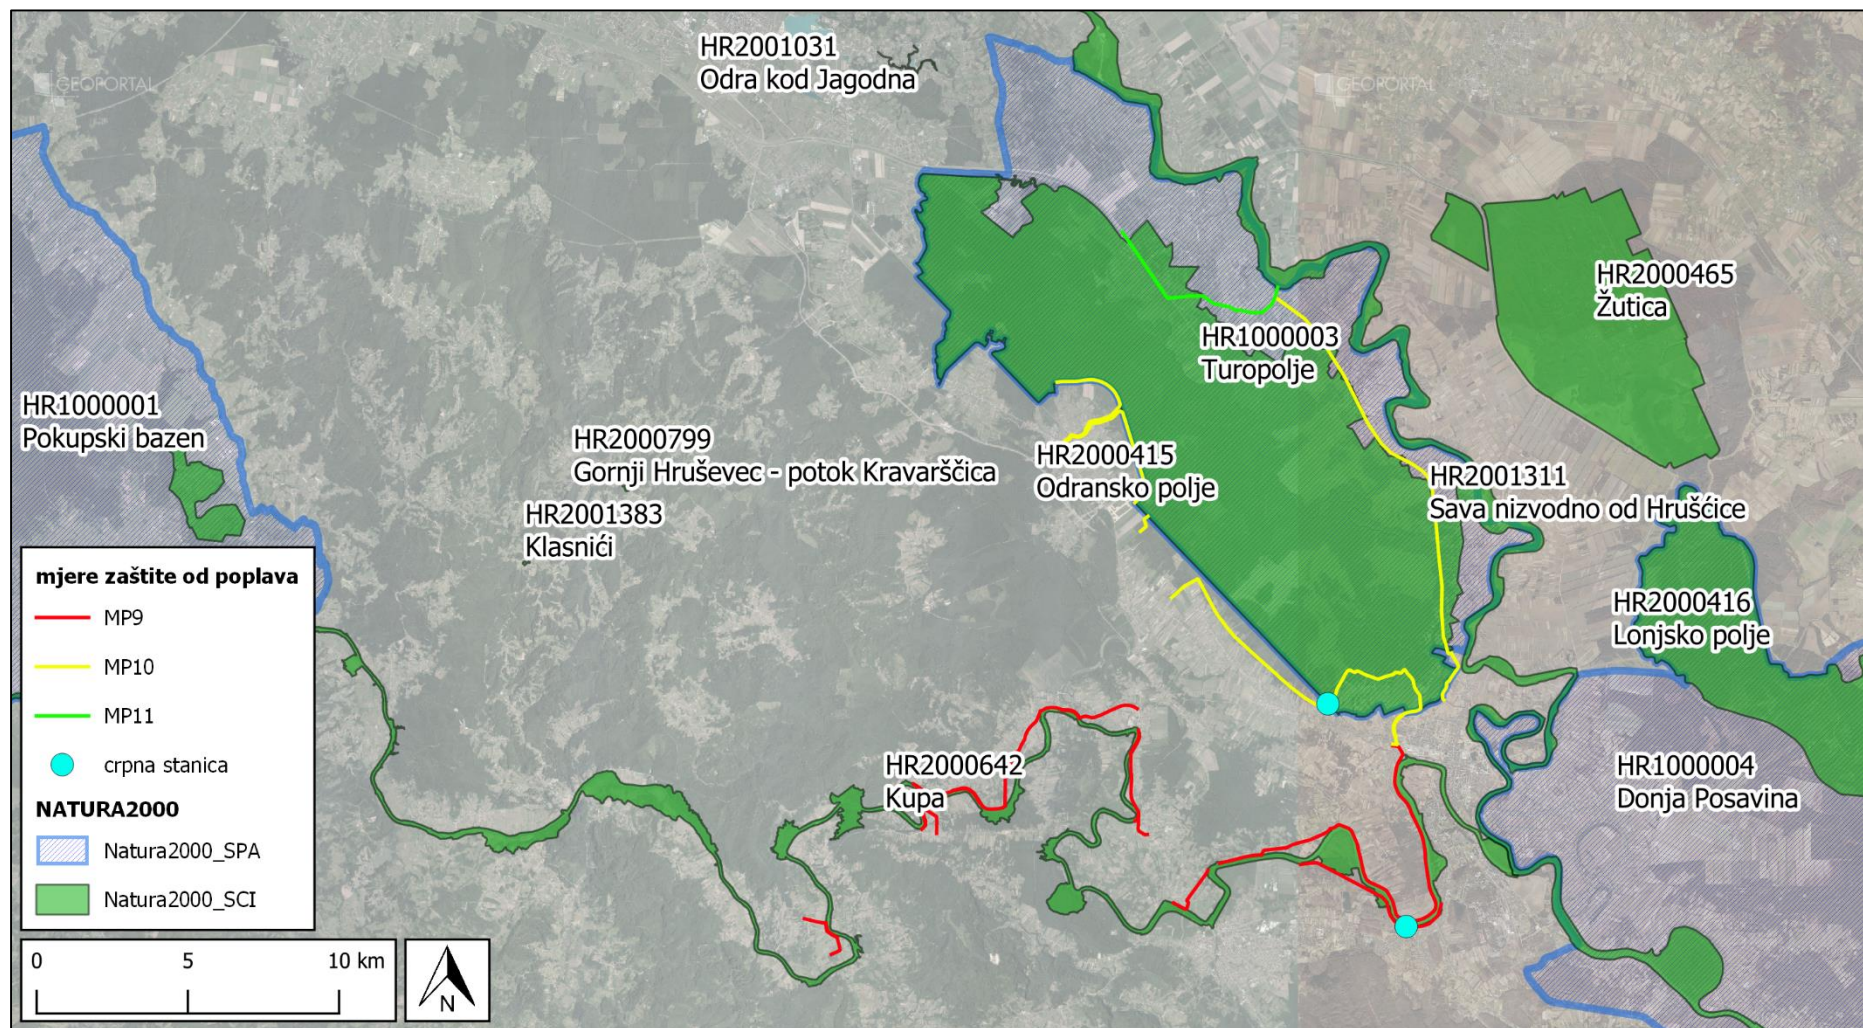 HR2001031
Odra kod Jagodna
GEOPORTAL
GEOPORTAL
HR2000465
Žutica
HR1000003
Turopolje
HR1000001
Pokupski bazen
HR2000799
Gornji Hruševec - potok Kravarščica
HR2000415
Odransko polje
HR2001311
Sava nizvodno od Hrušćice
HR2001383
Klasnići
HR2000416
Lonjsko polje
HR2000642
Kupa
HR1000004
Donja Posavina
mjere zaštite od poplava
MP9
MP10
MP11
crpna stanica
NATURA2000
Natura2000_SPA
Natura2000_SCI
0 5 10 km
N